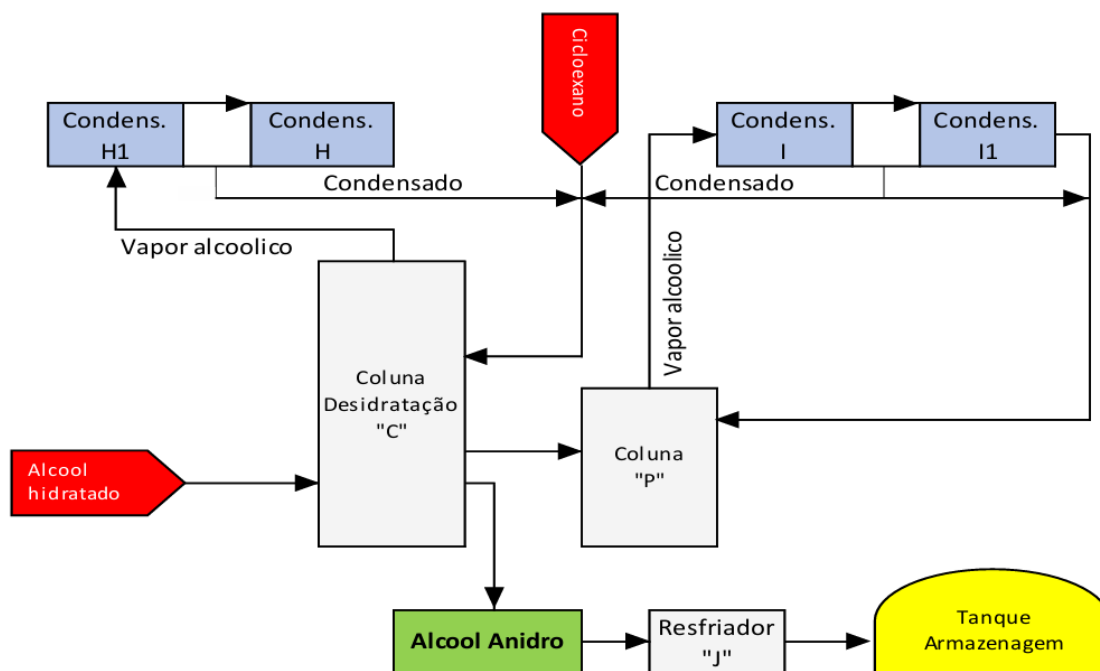 Cicloexano
Condens.
H1
Condens.
H
Condens.
I
Condens.
I1
Condensado
Condensado
Vapor alcoolico
Vapor alcoolico
Coluna
Desidratação
"C"
Coluna
"P"
Alcool
hidratado
Alcool Anidro
Resfriador
"J"
Tanque
Armazenagem